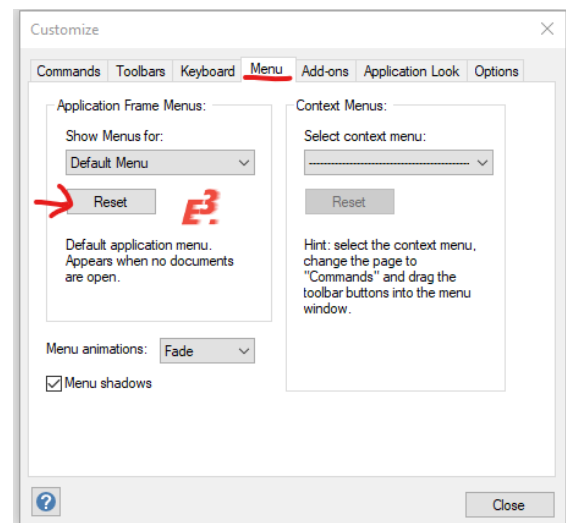 Customize
Commands Toolbars Keyboard Menu Add-ons Application Look Options
Application Frame Menus:
Show Menus for:
Default Menu
Reset
E3.
Default application menu.
Appears when no documents
are open.
Menu animations: Fade
Menu shadows
Context Menus:
Select context menu:
Reset
Hint: select the context menu,
change the page to
"Commands" and drag the
toolbar buttons into the menu
window.
?
Close